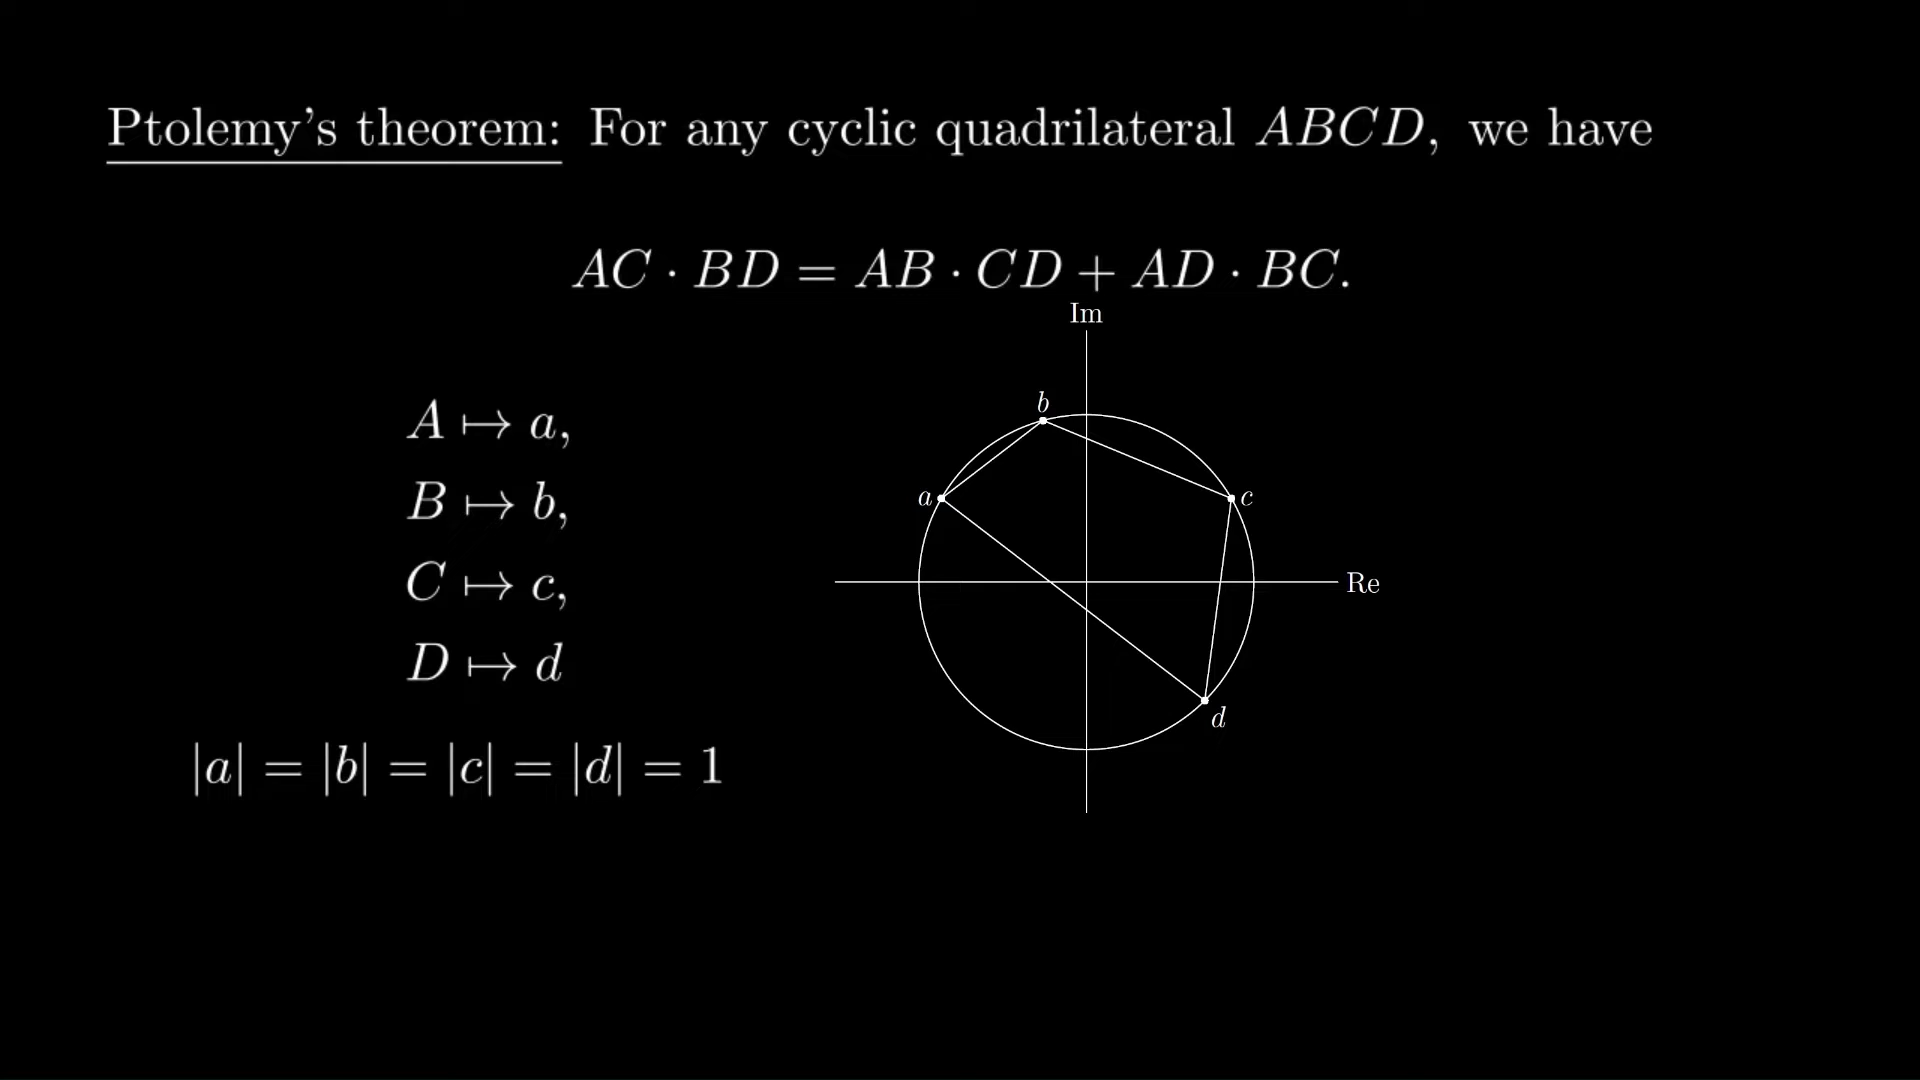 Ptolemy's theorem: For any cyclic quadrilateral ABCD, we have
AC · BD = AB · CD + AD · BC.
Im
b
a
c
Re
d
A ↦ a,
B ↦ b,
C ↦ c,
D ↦ d
|a| = |b| = |c| = |d| = 1